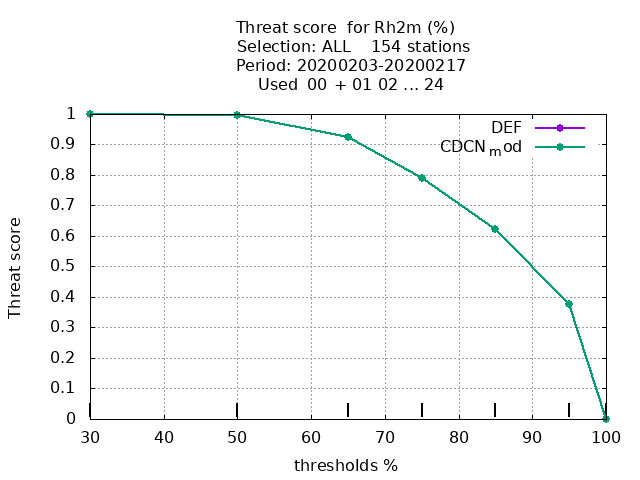 Threat score  for Rh2m (%)
Selection: ALL    154 stations
Period: 20200203-20200217
Used  00 + 01 02 ... 24
1
0.9
0.8
0.7
0.6
0.5
0.4
0.3
0.2
0.1
0
Threat score
DEF
CDCN_mod
30 40 50 60 70 80 90 100
thresholds %